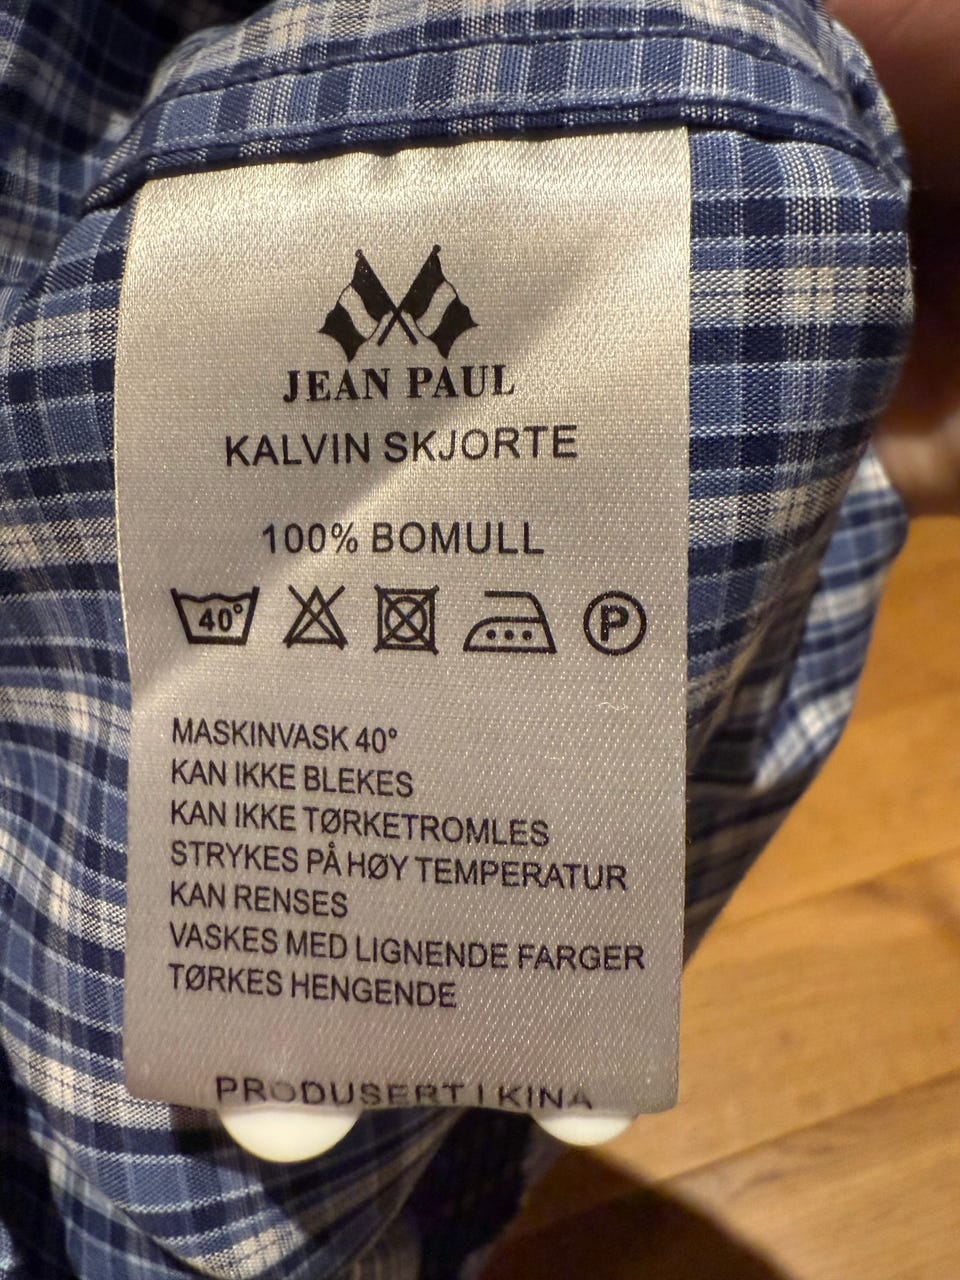 JEAN PAUL
KALVIN SKJORTE
100% BOMULL
40° P
MASKINVASK 40°
KAN IKKE BLEKES
KAN IKKE TØRKETROMLES
STRYKES PÅ HØY TEMPERATUR
KAN RENSES
VASKES MED LIGNENDE FARGER
TØRKES HENGENDE
PRODUSERT I KINA